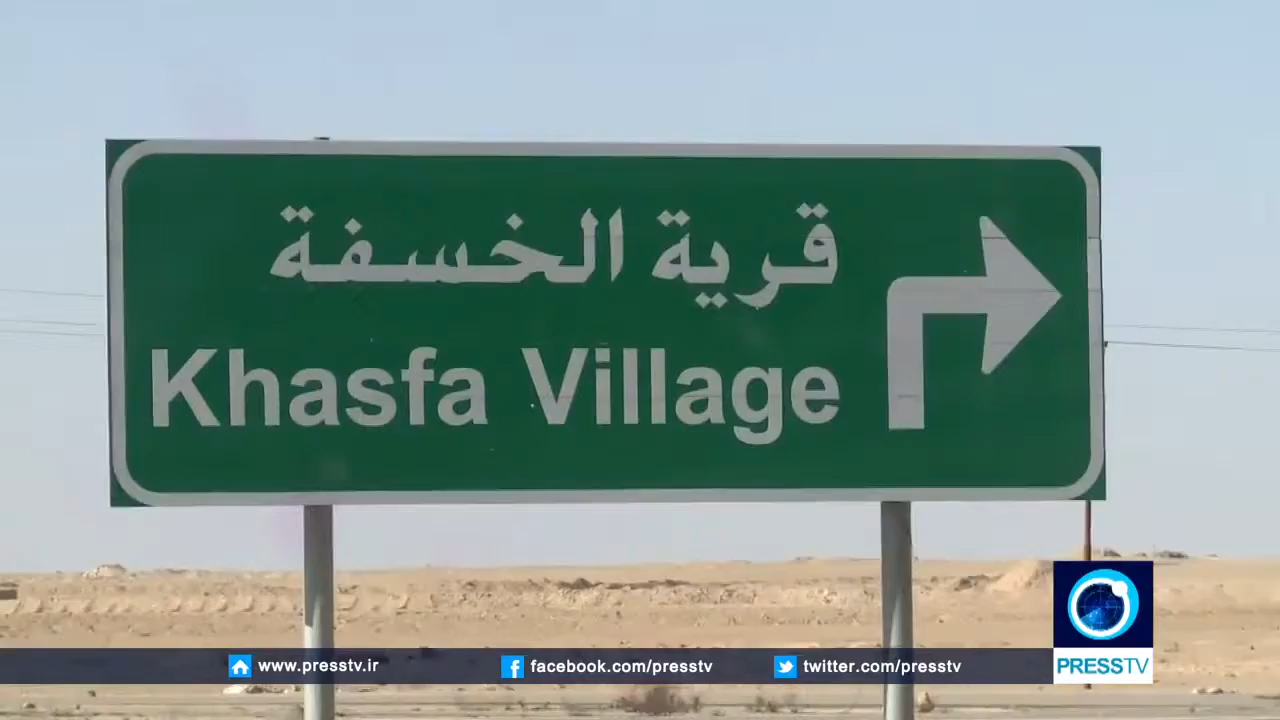 قرية الخسفة
Khasfa Village
www.presstv.ir
facebook.com/presstv
twitter.com/presstv
PRESSTV